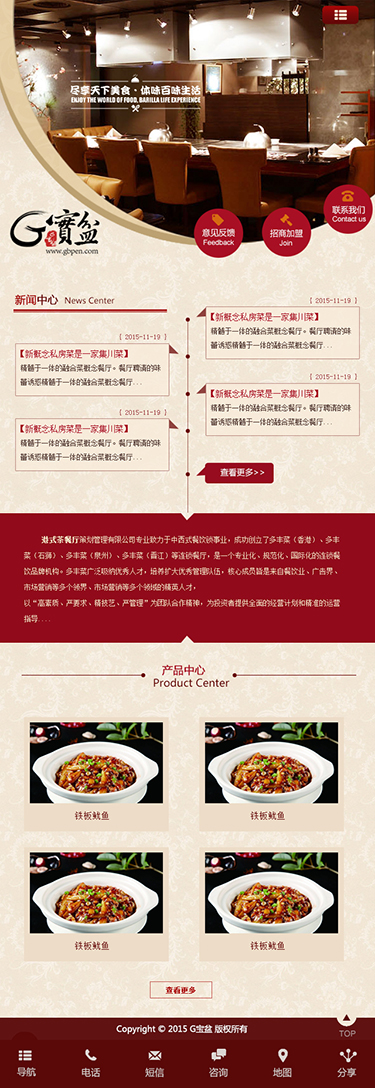 尽享天下美食·体味百味生活
ENJOY THE WORLD OF FOOD, BARILLA LIFE EXPERIENCE
联系我们
Contact us
意见反馈
Feedback
招商加盟
Join
G寶盆
www.gbpen.com
新闻中心 News Center
{ 2015-11-19 }
【新概念私房菜是一家集川菜】
精髓于一体的融合菜概念餐厅。餐厅聘请的味
蕾诱惑精髓于一体的融合菜概念餐厅...
{ 2015-11-19 }
【新概念私房菜是一家集川菜】
精髓于一体的融合菜概念餐厅。餐厅聘请的味
蕾诱惑精髓于一体的融合菜概念餐厅...
{ 2015-11-19 }
【新概念私房菜是一家集川菜】
精髓于一体的融合菜概念餐厅。餐厅聘请的味
蕾诱惑精髓于一体的融合菜概念餐厅...
{ 2015-11-19 }
【新概念私房菜是一家集川菜】
精髓于一体的融合菜概念餐厅。餐厅聘请的味
蕾诱惑精髓于一体的融合菜概念餐厅...
查看更多>>
港式茶餐厅策划管理有限公司专业致力于中西式餐饮锁事业，成功创立了多丰菜（香港）、多丰
菜（石狮）、多丰菜（泉州）、多丰菜（晋江）等连锁餐厅，是一个专业化、规范化、国际化的连锁餐
饮品牌机构。多丰菜广泛吸纳优秀人才，培养扩大优秀管理队伍，核心成员皆是来自餐饮业、广告界、
市场营销等多个领界、市场营销等多个领域的精英人才，
以“高素质、严要求、精技艺、严管理”为团队合作精神，为投资者提供全面的经营计划和精准的运营
指导....
产品中心
Product Center
铁板鱿鱼
铁板鱿鱼
铁板鱿鱼
铁板鱿鱼
查看更多
Copyright © 2015 G宝盆 版权所有
TOP
导航
电话
短信
咨询
地图
分享